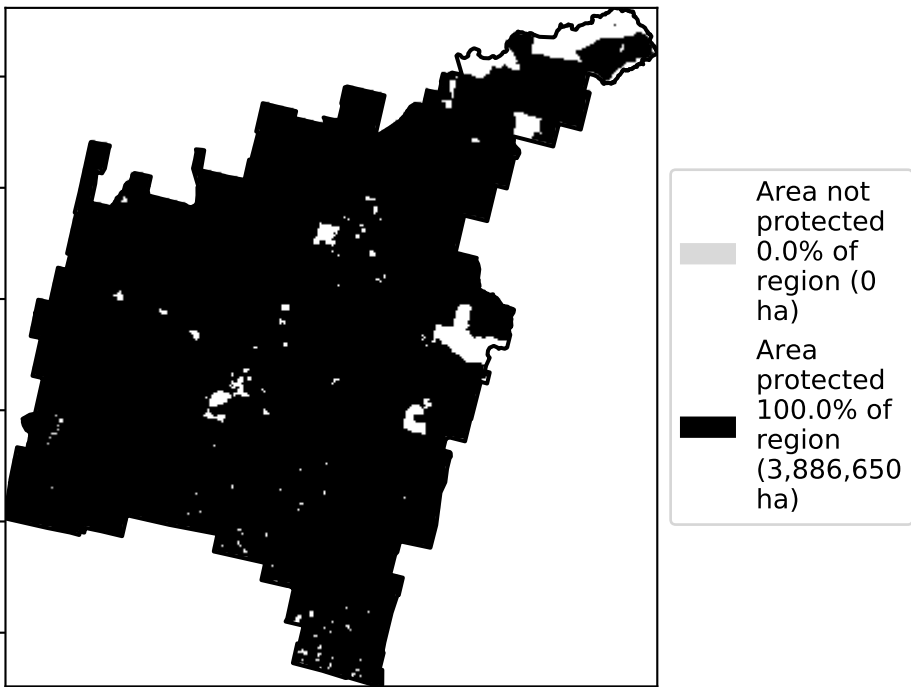 Area not
protected
0.0% of
region (0
ha)
Area
protected
100.0% of
region
(3,886,650
ha)